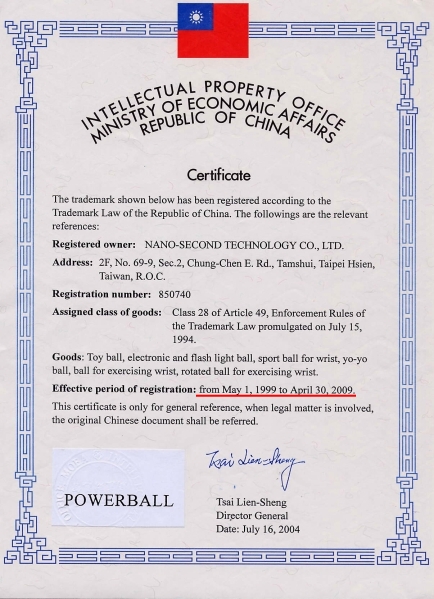 INTELLECTUAL PROPERTY OFFICE
MINISTRY OF ECONOMIC AFFAIRS
REPUBLIC OF CHINA
Certificate
The trademark shown below has been registered according to the
Trademark Law of the Republic of China. The followings are the relevant
references:
Registered owner: NANO-SECOND TECHNOLOGY CO., LTD.
Address: 2F, No. 69-9, Sec.2, Chung-Chen E. Rd., Tamshui, Taipei Hsien,
Taiwan, R.O.C.
Registration number: 850740
Assigned class of goods: Class 28 of Article 49, Enforcement Rules of
the Trademark Law promulgated on July 15,
1994.
Goods: Toy ball, electronic and flash light ball, sport ball for wrist, yo-yo
ball, ball for exercising wrist, rotated ball for exercising wrist.
Effective period of registration: from May 1, 1999 to April 30, 2009.
This certificate is only for general reference, when legal matter is involved,
the original Chinese document shall be referred.
Tsai Lien-Sheng
POWERBALL
Tsai Lien-Sheng
Director General
Date: July 16, 2004